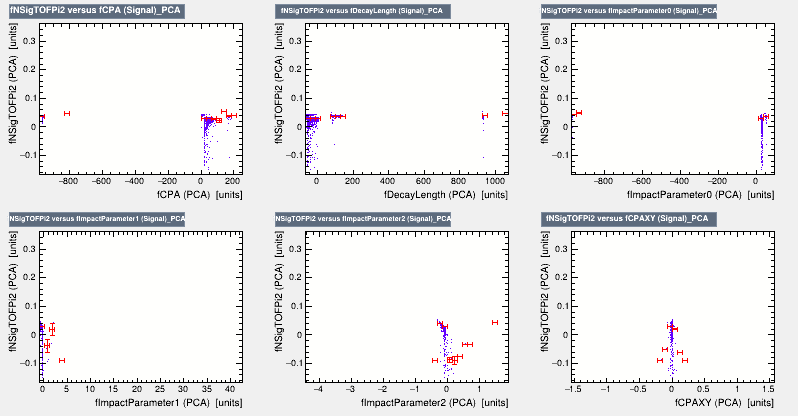 fNSigTOFPi2 versus fCPA (Signal)_PCA
fNSigTOFPi2 (PCA) [units]
0.3
0.2
0.1
0
−0.1
−800 −600 −400 −200 0 200
fCPA (PCA) [units]
fNSigTOFPi2 versus fDecayLength (Signal)_PCA
fNSigTOFPi2 (PCA) [units]
0.3
0.2
0.1
0
−0.1
0 200 400 600 800 1000
fDecayLength (PCA) [units]
NSigTOFPi2 versus fImpactParameter0 (Signal)_PCA
fNSigTOFPi2 (PCA) [units]
0.3
0.2
0.1
0
−0.1
−800 −600 −400 −200 0
fImpactParameter0 (PCA) [units]
NSigTOFPi2 versus fImpactParameter1 (Signal)_PCA
fNSigTOFPi2 (PCA) [units]
0.3
0.2
0.1
0
−0.1
0 5 10 15 20 25 30 35 40
fImpactParameter1 (PCA) [units]
NSigTOFPi2 versus fImpactParameter2 (Signal)_PCA
fNSigTOFPi2 (PCA) [units]
0.3
0.2
0.1
0
−0.1
−4 −3 −2 −1 0 1
fImpactParameter2 (PCA) [units]
fNSigTOFPi2 versus fCPAXY (Signal)_PCA
fNSigTOFPi2 (PCA) [units]
0.3
0.2
0.1
0
−0.1
−1.5 −1 −0.5 0 0.5 1 1.5
fCPAXY (PCA) [units]